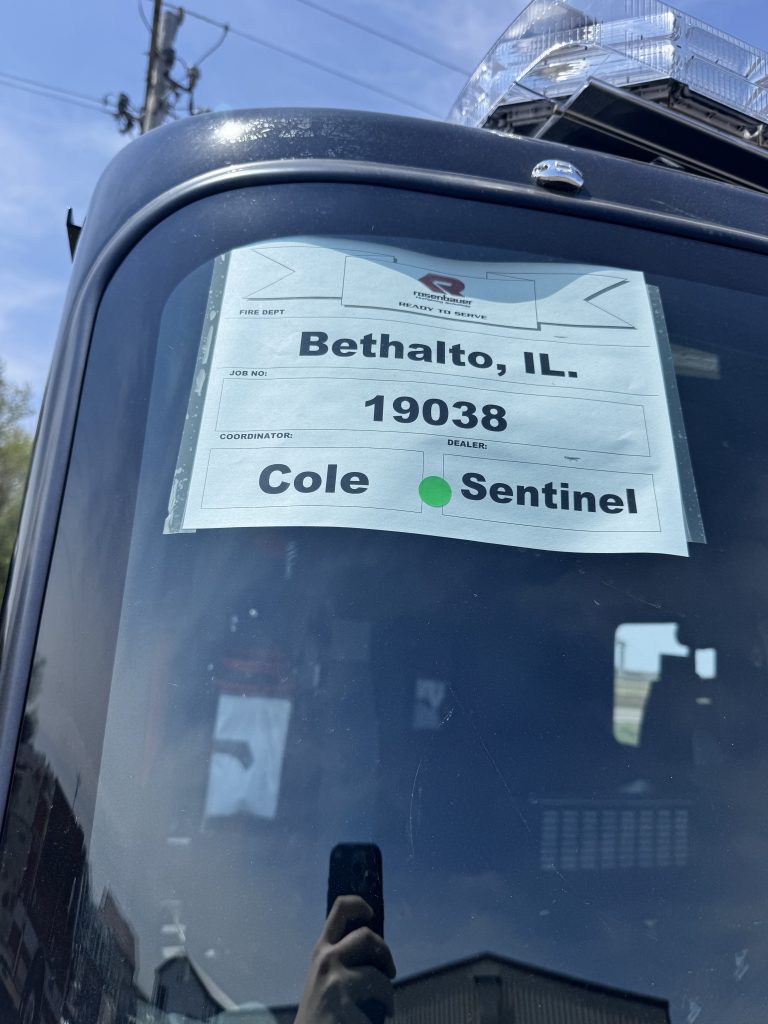 rosenbauer
READY TO SERVE
FIRE DEPT
Bethalto, IL.
JOB NO:
19038
COORDINATOR:
DEALER:
Cole
Sentinel